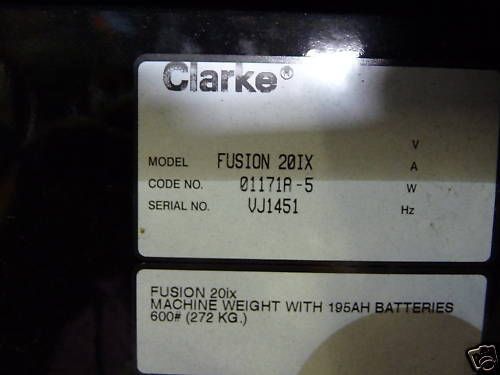 Clarke®
V
MODEL FUSION 20IX A
CODE NO. 01171A-5 W
SERIAL NO. VJ1451 Hz
FUSION 20ix
MACHINE WEIGHT WITH 195AH BATTERIES
600# (272 KG.)